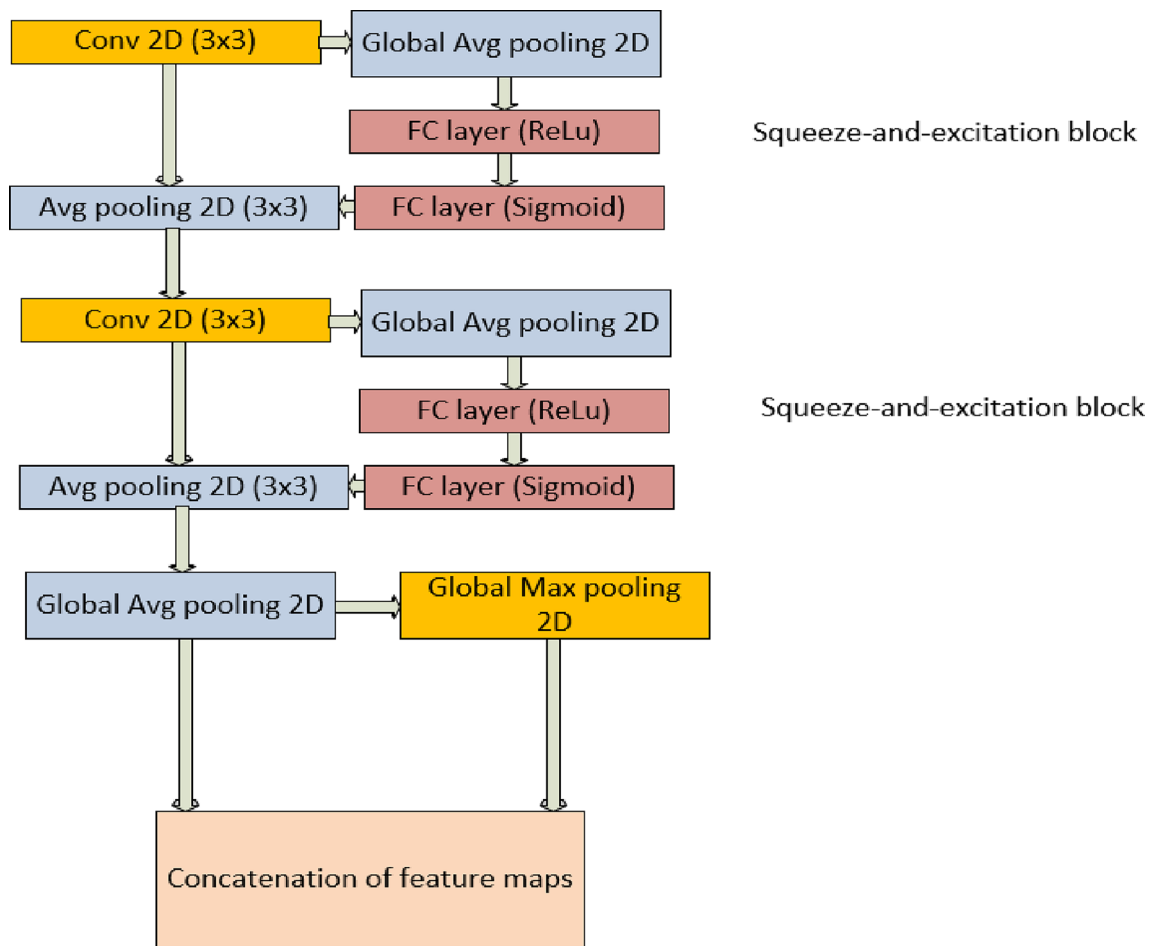 Conv 2D (3x3)
Global Avg pooling 2D
FC layer (ReLu)
Squeeze-and-excitation block
Avg pooling 2D (3x3)
FC layer (Sigmoid)
Conv 2D (3x3)
Global Avg pooling 2D
FC layer (ReLu)
Squeeze-and-excitation block
Avg pooling 2D (3x3)
FC layer (Sigmoid)
Global Avg pooling 2D
Global Max pooling
2D
Concatenation of feature maps